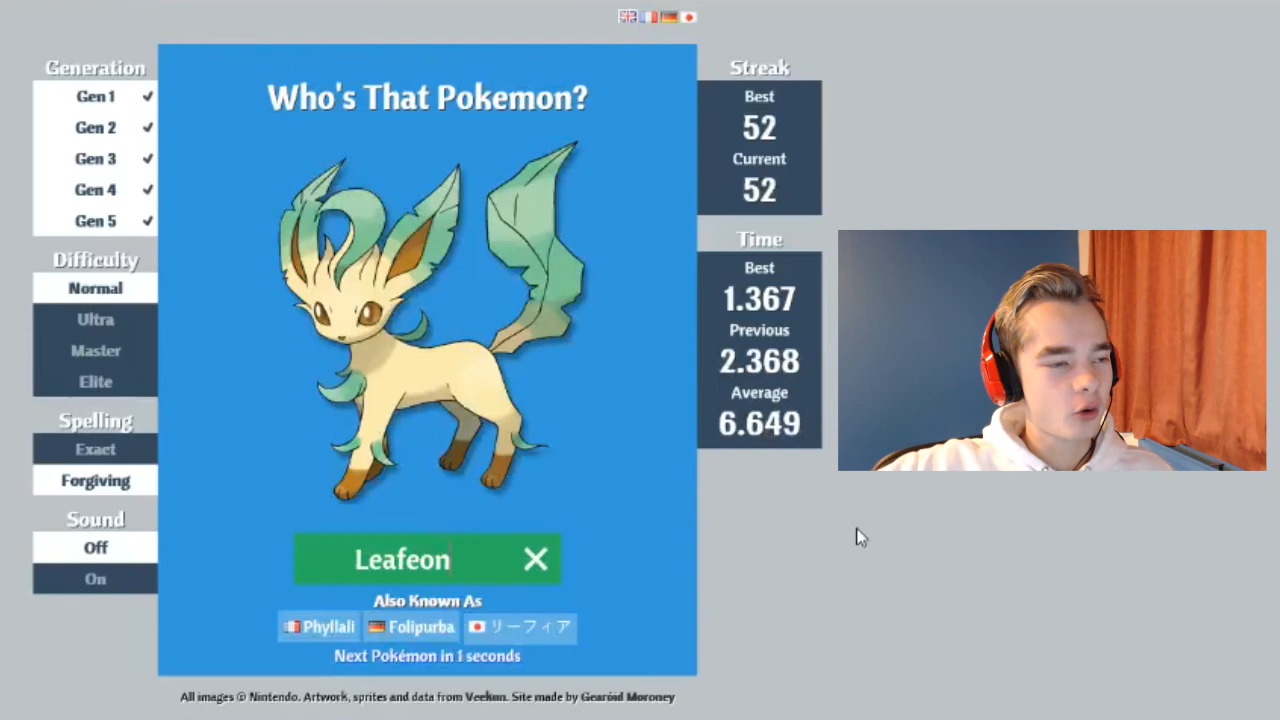 Generation
Gen 1
Gen 2
Gen 3
Gen 4
Gen 5
Difficulty
Normal
Ultra
Master
Elite
Spelling
Exact
Forgiving
Sound
Off
On
Who's That Pokemon?
Leafeon
Also Known As
Phyllali Folipurba リーフィア
Next Pokémon in 1 seconds
Streak
Best
52
Current
52
Time
Best
1.367
Previous
2.368
Average
6.649
All images © Nintendo. Artwork, sprites and data from Veekun. Site made by Gearóid Moroney